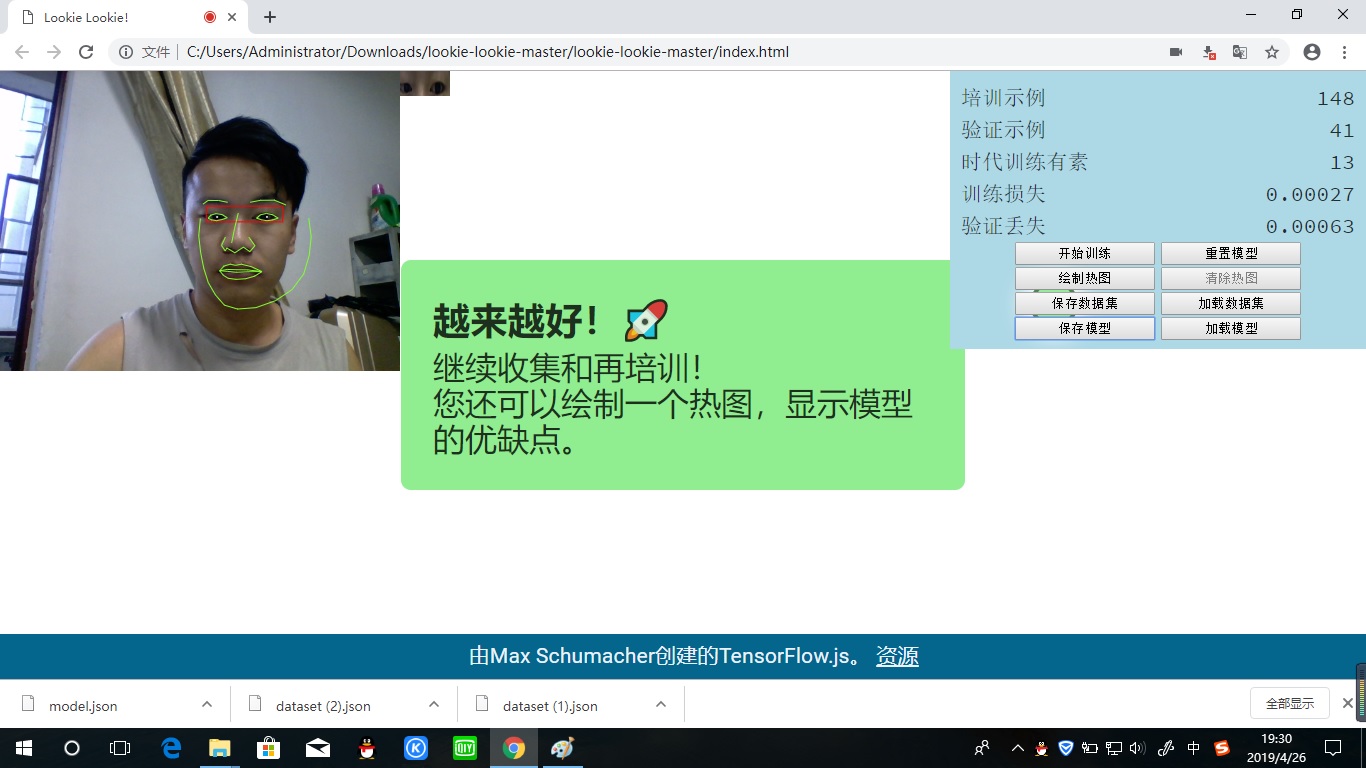 Lookie Lookie!
文件
C:/Users/Administrator/Downloads/lookie-lookie-master/lookie-lookie-master/index.html
培训示例 148
验证示例 41
时代训练有素 13
训练损失 0.00027
验证丢失 0.00063
开始训练 重置模型
绘制热图 清除热图
保存数据集 加载数据集
保存模型 加载模型
越来越好！🚀
继续收集和再培训！
您还可以绘制一个热图，显示模型
的优缺点。
由Max Schumacher创建的TensorFlow.js。 资源
model.json dataset (2).json dataset (1).json 全部显示
QIY
中
19:30
2019/4/26